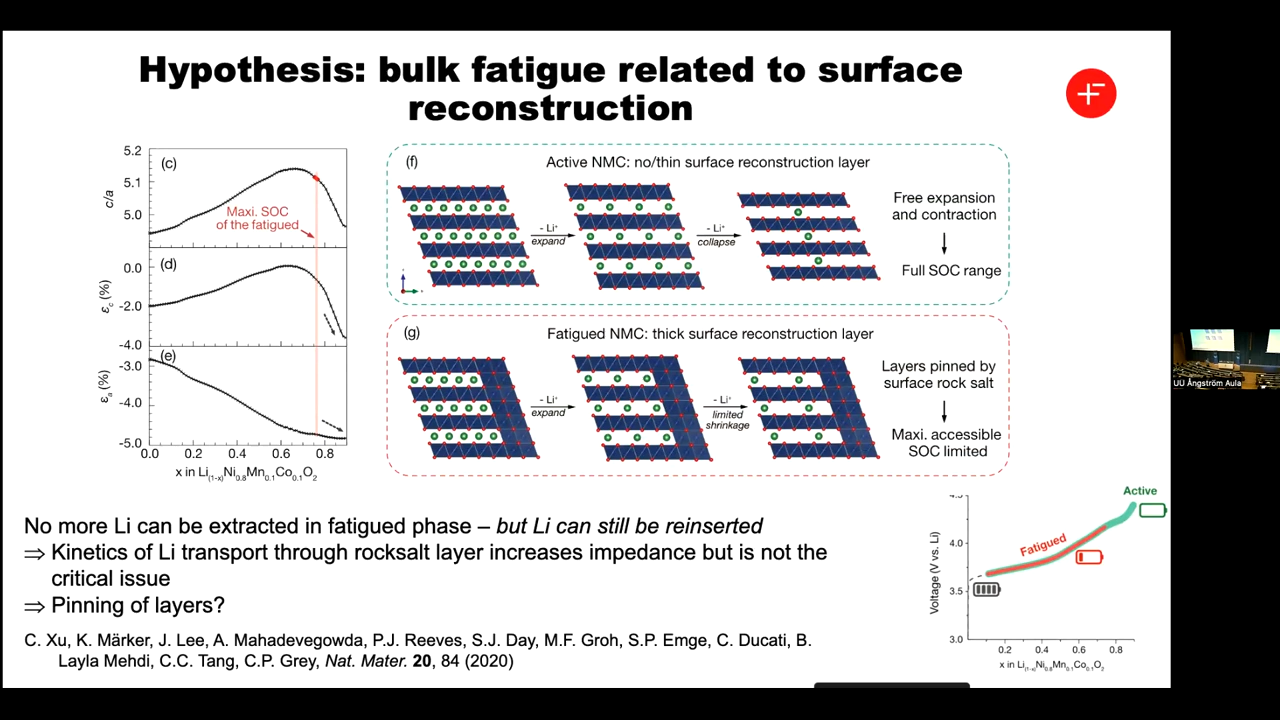 Hypothesis: bulk fatigue related to surface
reconstruction
(c)
5.2
5.1
5.0
c/a
Maxi. SOC
of the fatigued
(d)
0.0
-2.0
-4.0
εc (%)
(e)
-3.0
-4.0
-5.0
εa (%)
0.0 0.2 0.4 0.6 0.8
x in Li(1-x)Ni0.8Mn0.1Co0.1O2
(f)
Active NMC: no/thin surface reconstruction layer
- Li+
expand
- Li+
collapse
Free expansion
and contraction
Full SOC range
(g)
Fatigued NMC: thick surface reconstruction layer
- Li+
expand
- Li+
limited
shrinkage
Layers pinned by
surface rock salt
Maxi. accessible
SOC limited
No more Li can be extracted in fatigued phase – but Li can still be reinserted
⇒ Kinetics of Li transport through rocksalt layer increases impedance but is not the
critical issue
⇒ Pinning of layers?
C. Xu, K. Märker, J. Lee, A. Mahadevegowda, P.J. Reeves, S.J. Day, M.F. Groh, S.P. Emge, C. Ducati, B.
Layla Mehdi, C.C. Tang, C.P. Grey, Nat. Mater. 20, 84 (2020)
Active
Fatigued
4.5
4.0
3.5
3.0
Voltage (V vs. Li)
0.2 0.4 0.6 0.8
x in Li(1-x)Ni0.8Mn0.1Co0.1O2
UU Ångström Aula